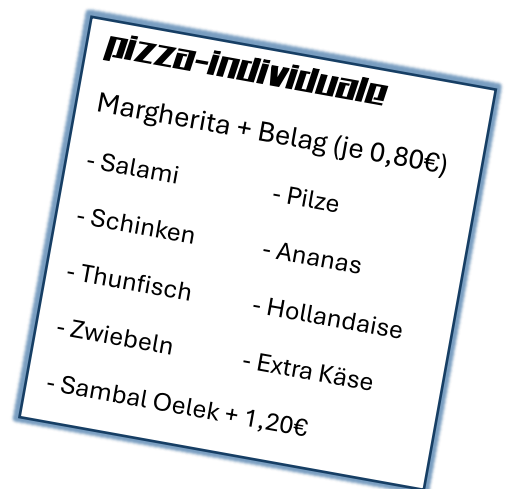 pizza-individuale
Margherita + Belag (je 0,80€)
- Salami
- Schinken
- Thunfisch
- Zwiebeln
- Pilze
- Ananas
- Hollandaise
- Extra Käse
- Sambal Oelek + 1,20€